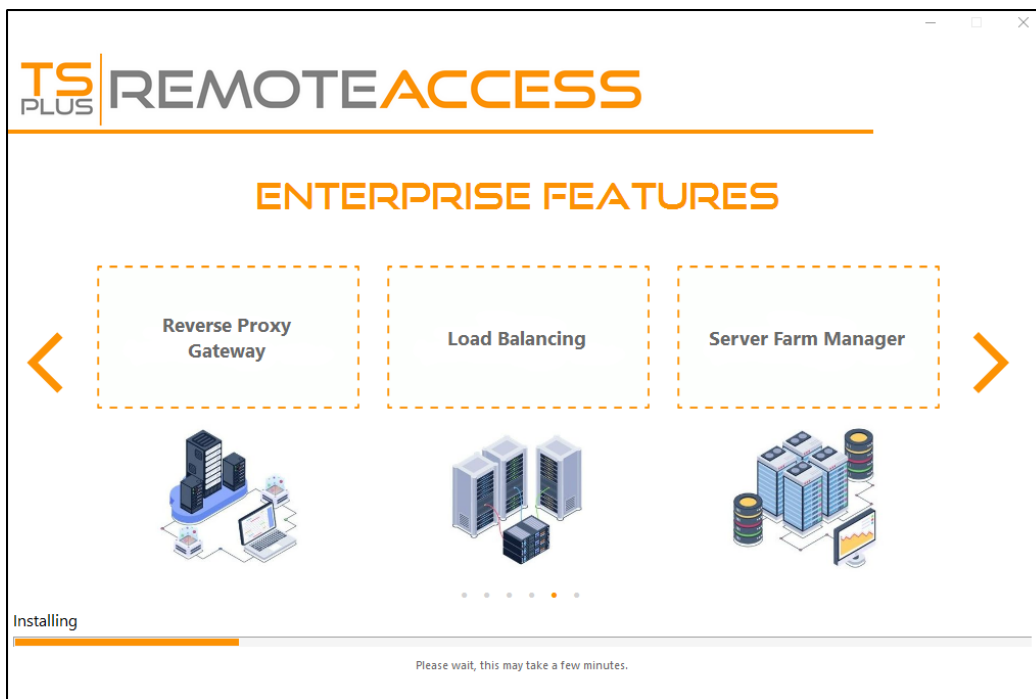 TS
PLUS
REMOTEACCESS
ENTERPRISE FEATURES
Reverse Proxy
Gateway
Load Balancing
Server Farm Manager
Installing
Please wait, this may take a few minutes.